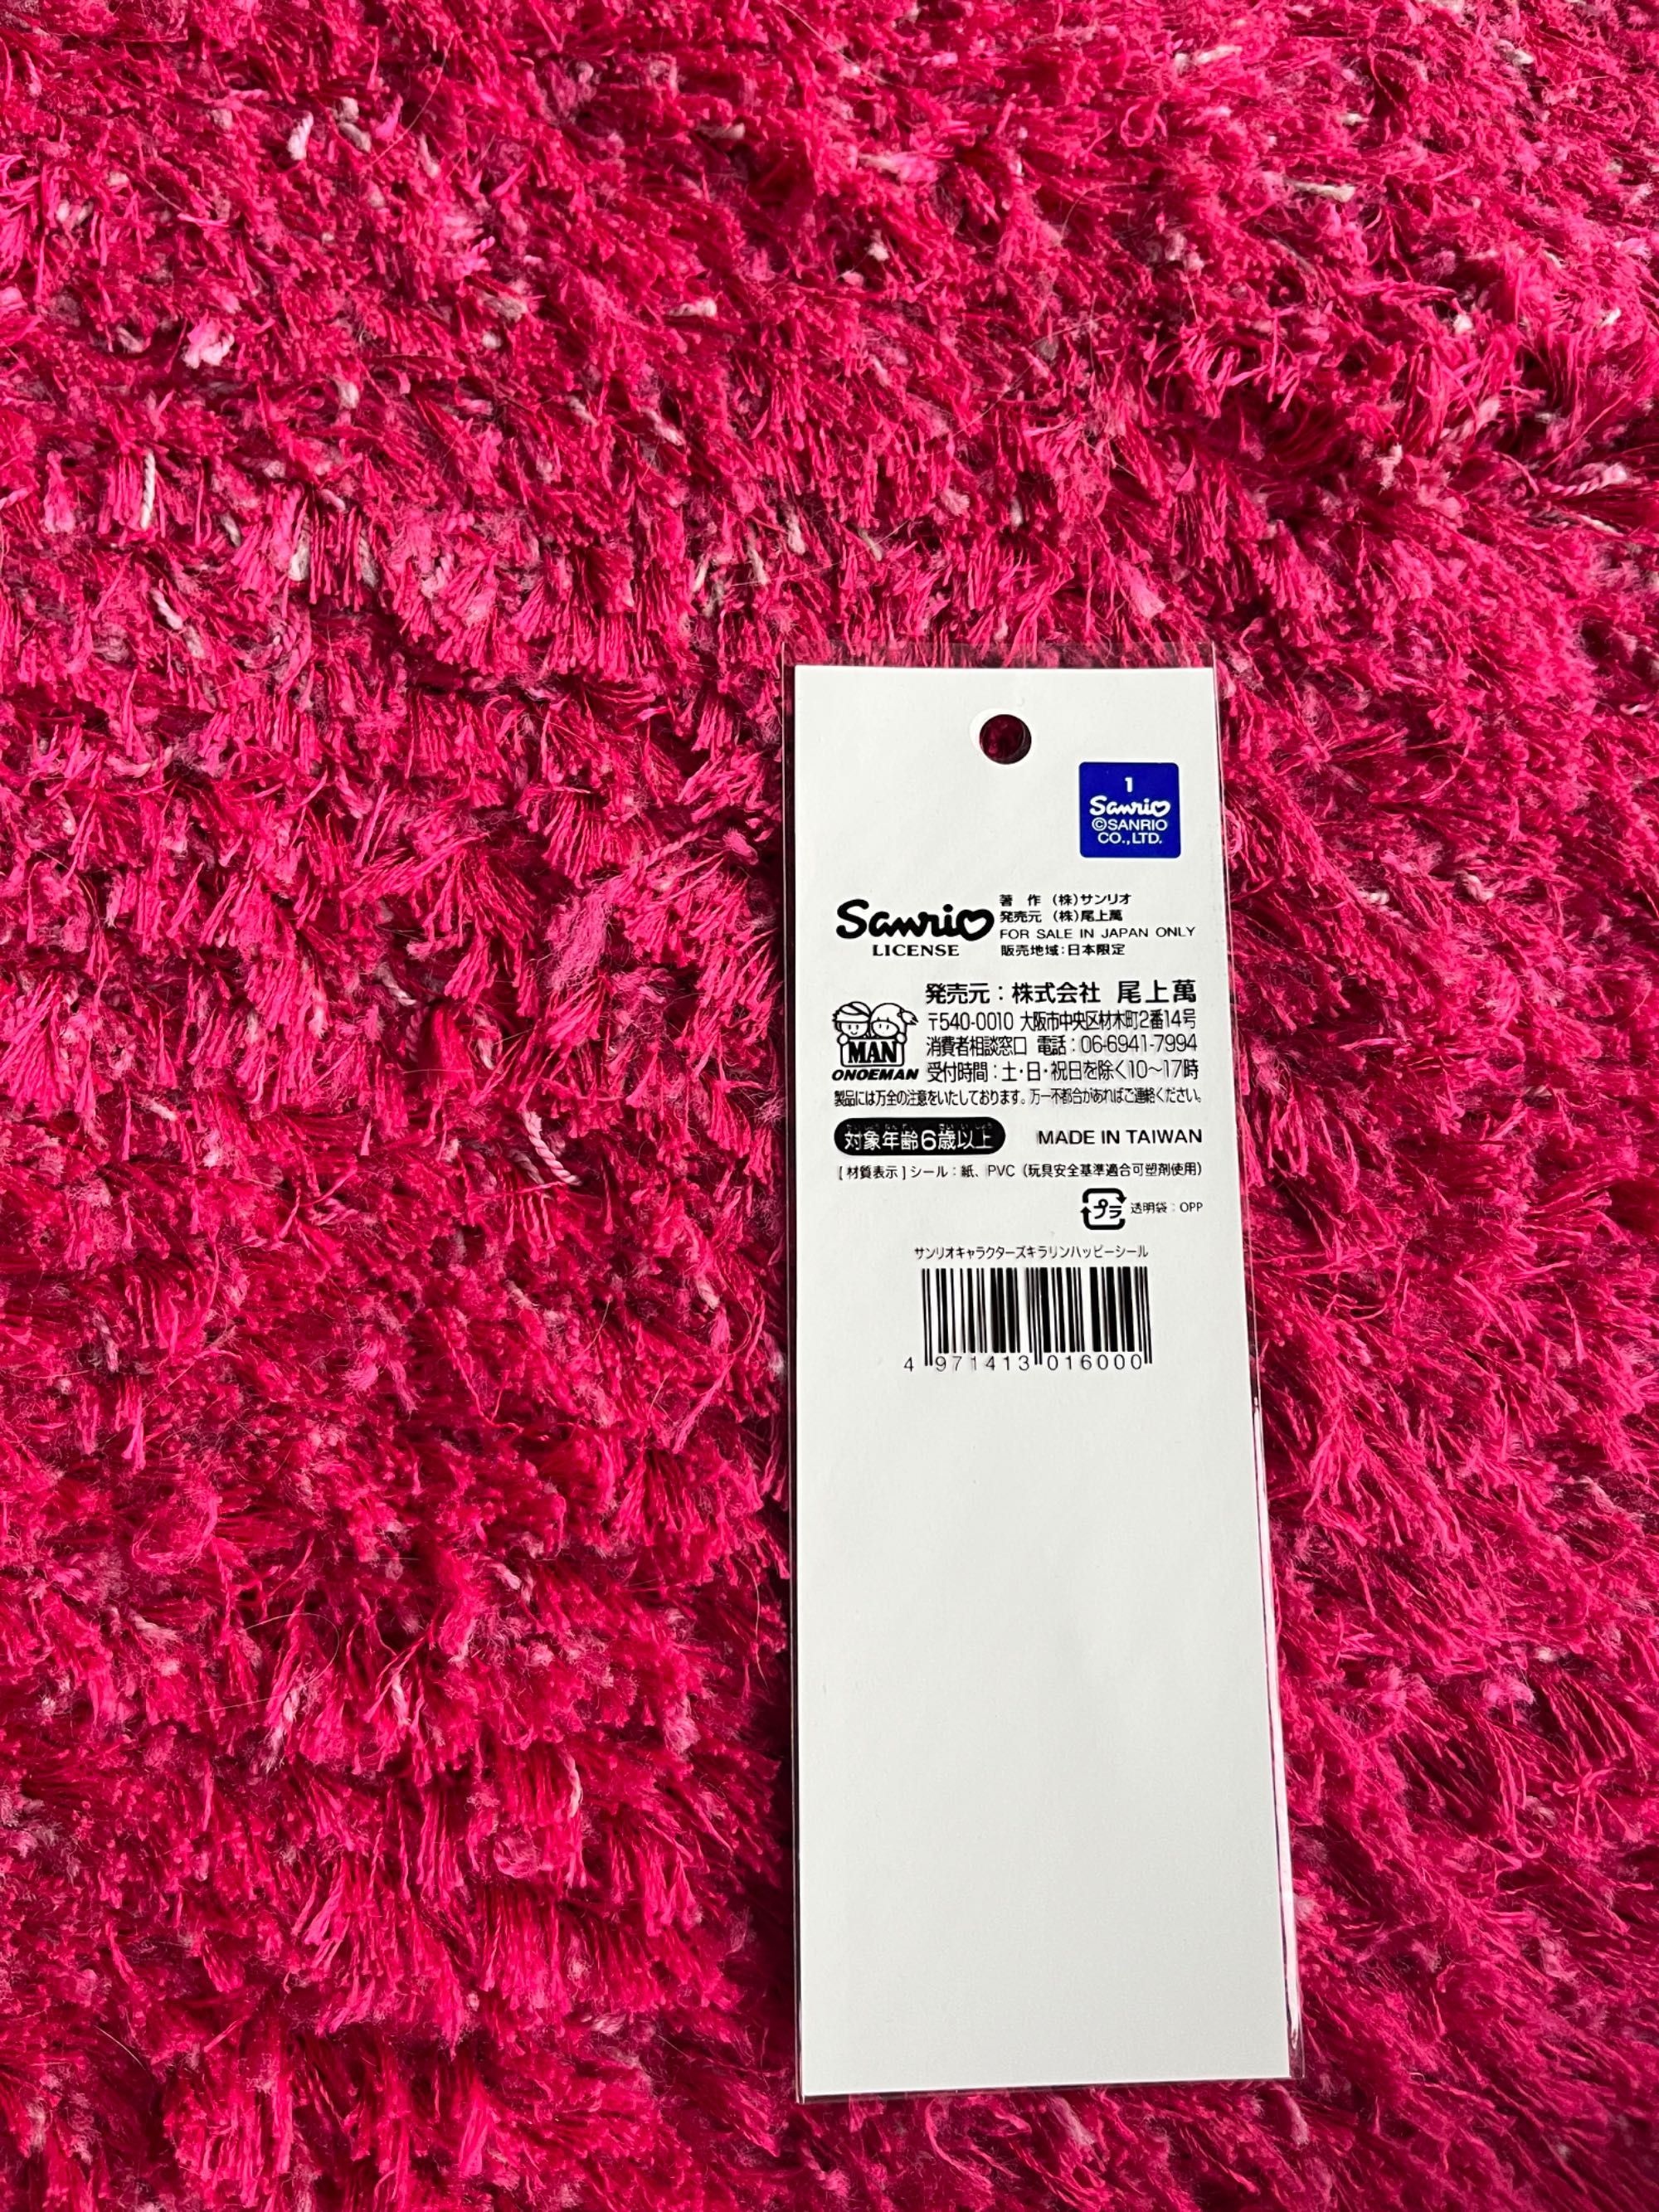 1
Sanrio
©SANRIO
CO.,LTD.
Sanrio
LICENSE
著 作 (株)サンリオ
発売元 (株)尾上萬
FOR SALE IN JAPAN ONLY
販売地域:日本限定
MAN
ONOEMAN
発売元:株式会社 尾上萬
〒540-0010 大阪市中央区材木町2番14号
消費者相談窓口 電話:06-6941-7994
受付時間:土・日・祝日を除く10〜17時
製品には万全の注意をいたしております。万一不都合があればご連絡ください。
対象年齢6歳以上
MADE IN TAIWAN
[材質表示]シール:紙、PVC(玩具安全基準適合可塑剤使用)
プラ 透明袋:OPP
サンリオキャラクターズキラリンハッピーシール
4 971413 016000